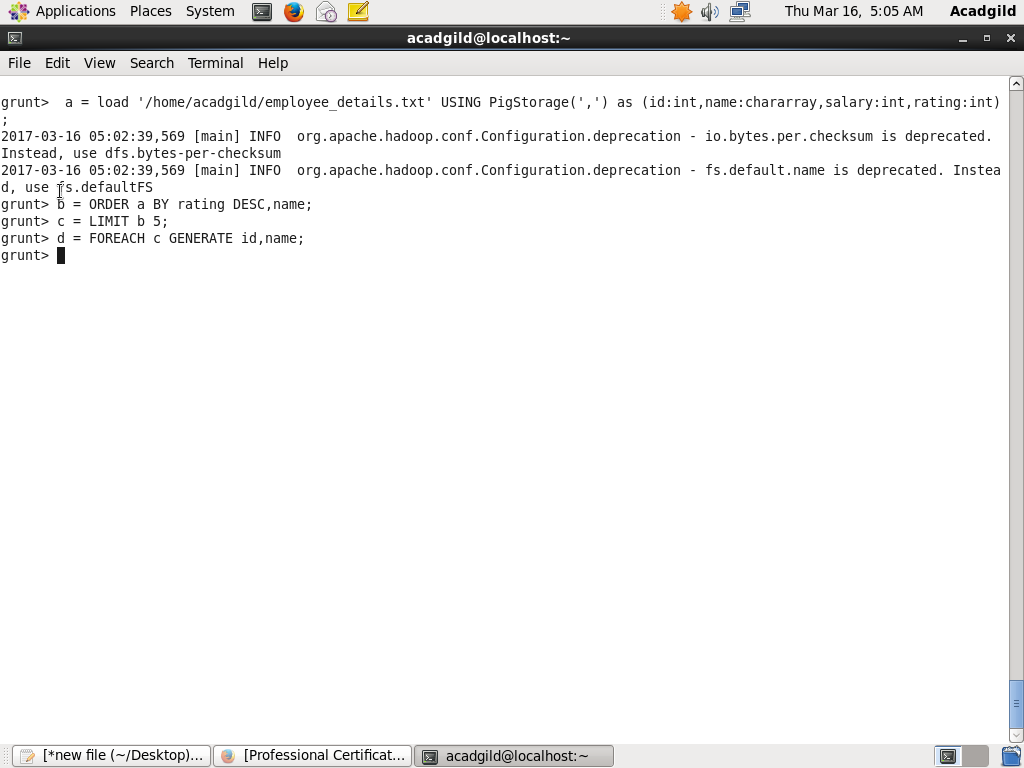 Applications Places System Thu Mar 16, 5:05 AM Acadgild
acadgild@localhost:~
File Edit View Search Terminal Help
grunt>  a = load '/home/acadgild/employee_details.txt' USING PigStorage(',') as (id:int,name:chararray,salary:int,rating:int)
;
2017-03-16 05:02:39,569 [main] INFO  org.apache.hadoop.conf.Configuration.deprecation - io.bytes.per.checksum is deprecated.
Instead, use dfs.bytes-per-checksum
2017-03-16 05:02:39,569 [main] INFO  org.apache.hadoop.conf.Configuration.deprecation - fs.default.name is deprecated. Instea
d, use fs.defaultFS
grunt> b = ORDER a BY rating DESC,name;
grunt> c = LIMIT b 5;
grunt> d = FOREACH c GENERATE id,name;
grunt>
[*new file (~/Desktop)... [Professional Certificat... acadgild@localhost:~